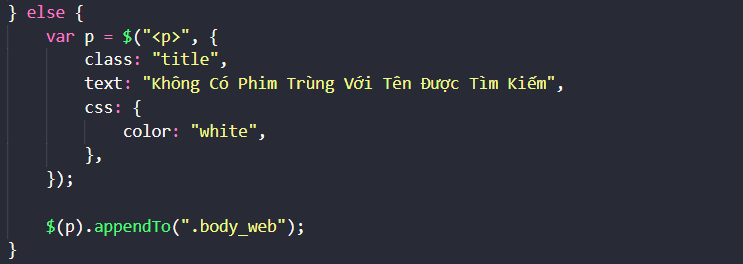 } else {
var p = $("<p>", {
class: "title",
text: "Không Có Phim Trùng Với Tên Được Tìm Kiếm",
css: {
color: "white",
},
});
$(p).appendTo(".body_web");
}